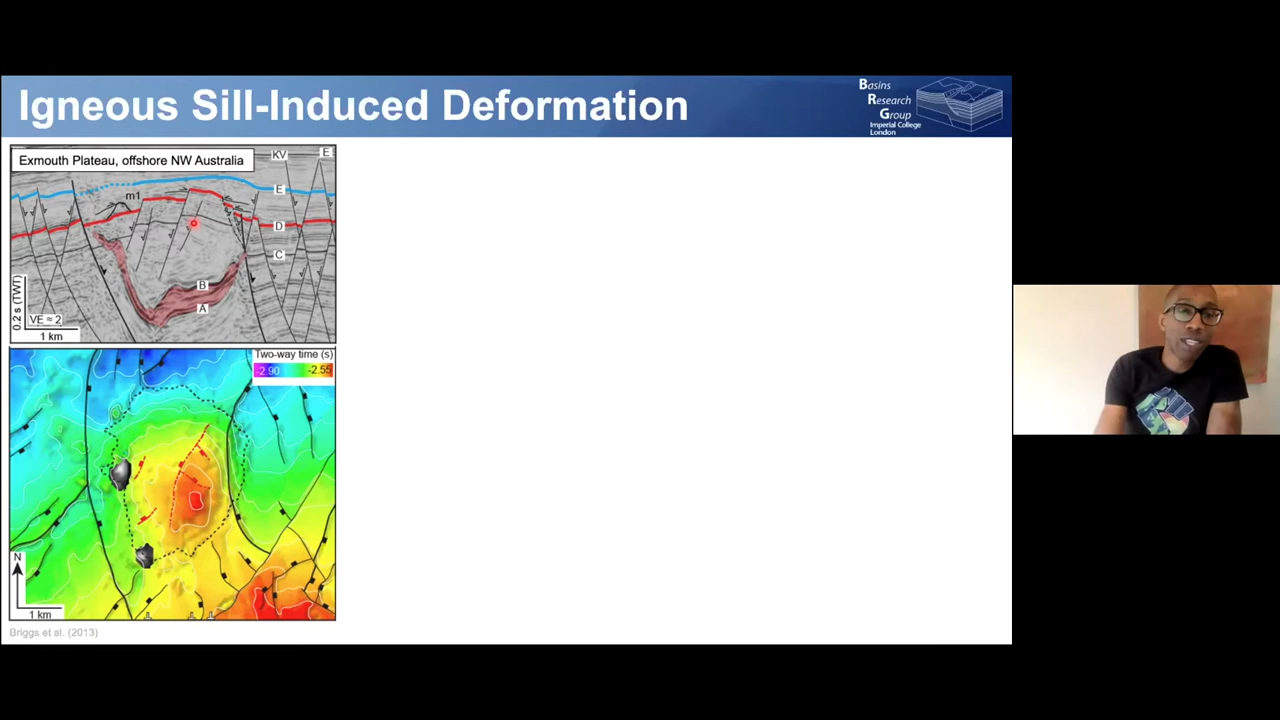 Igneous Sill-Induced Deformation
Basins
Research
Group
Imperial College
London
Exmouth Plateau, offshore NW Australia
KV
E
m1
E
D
C
B
A
0.2 s (TWT)
VE ≈ 2
1 km
Two-way time (s)
-2.90 -2.55
N
1 km
Briggs et al. (2013)